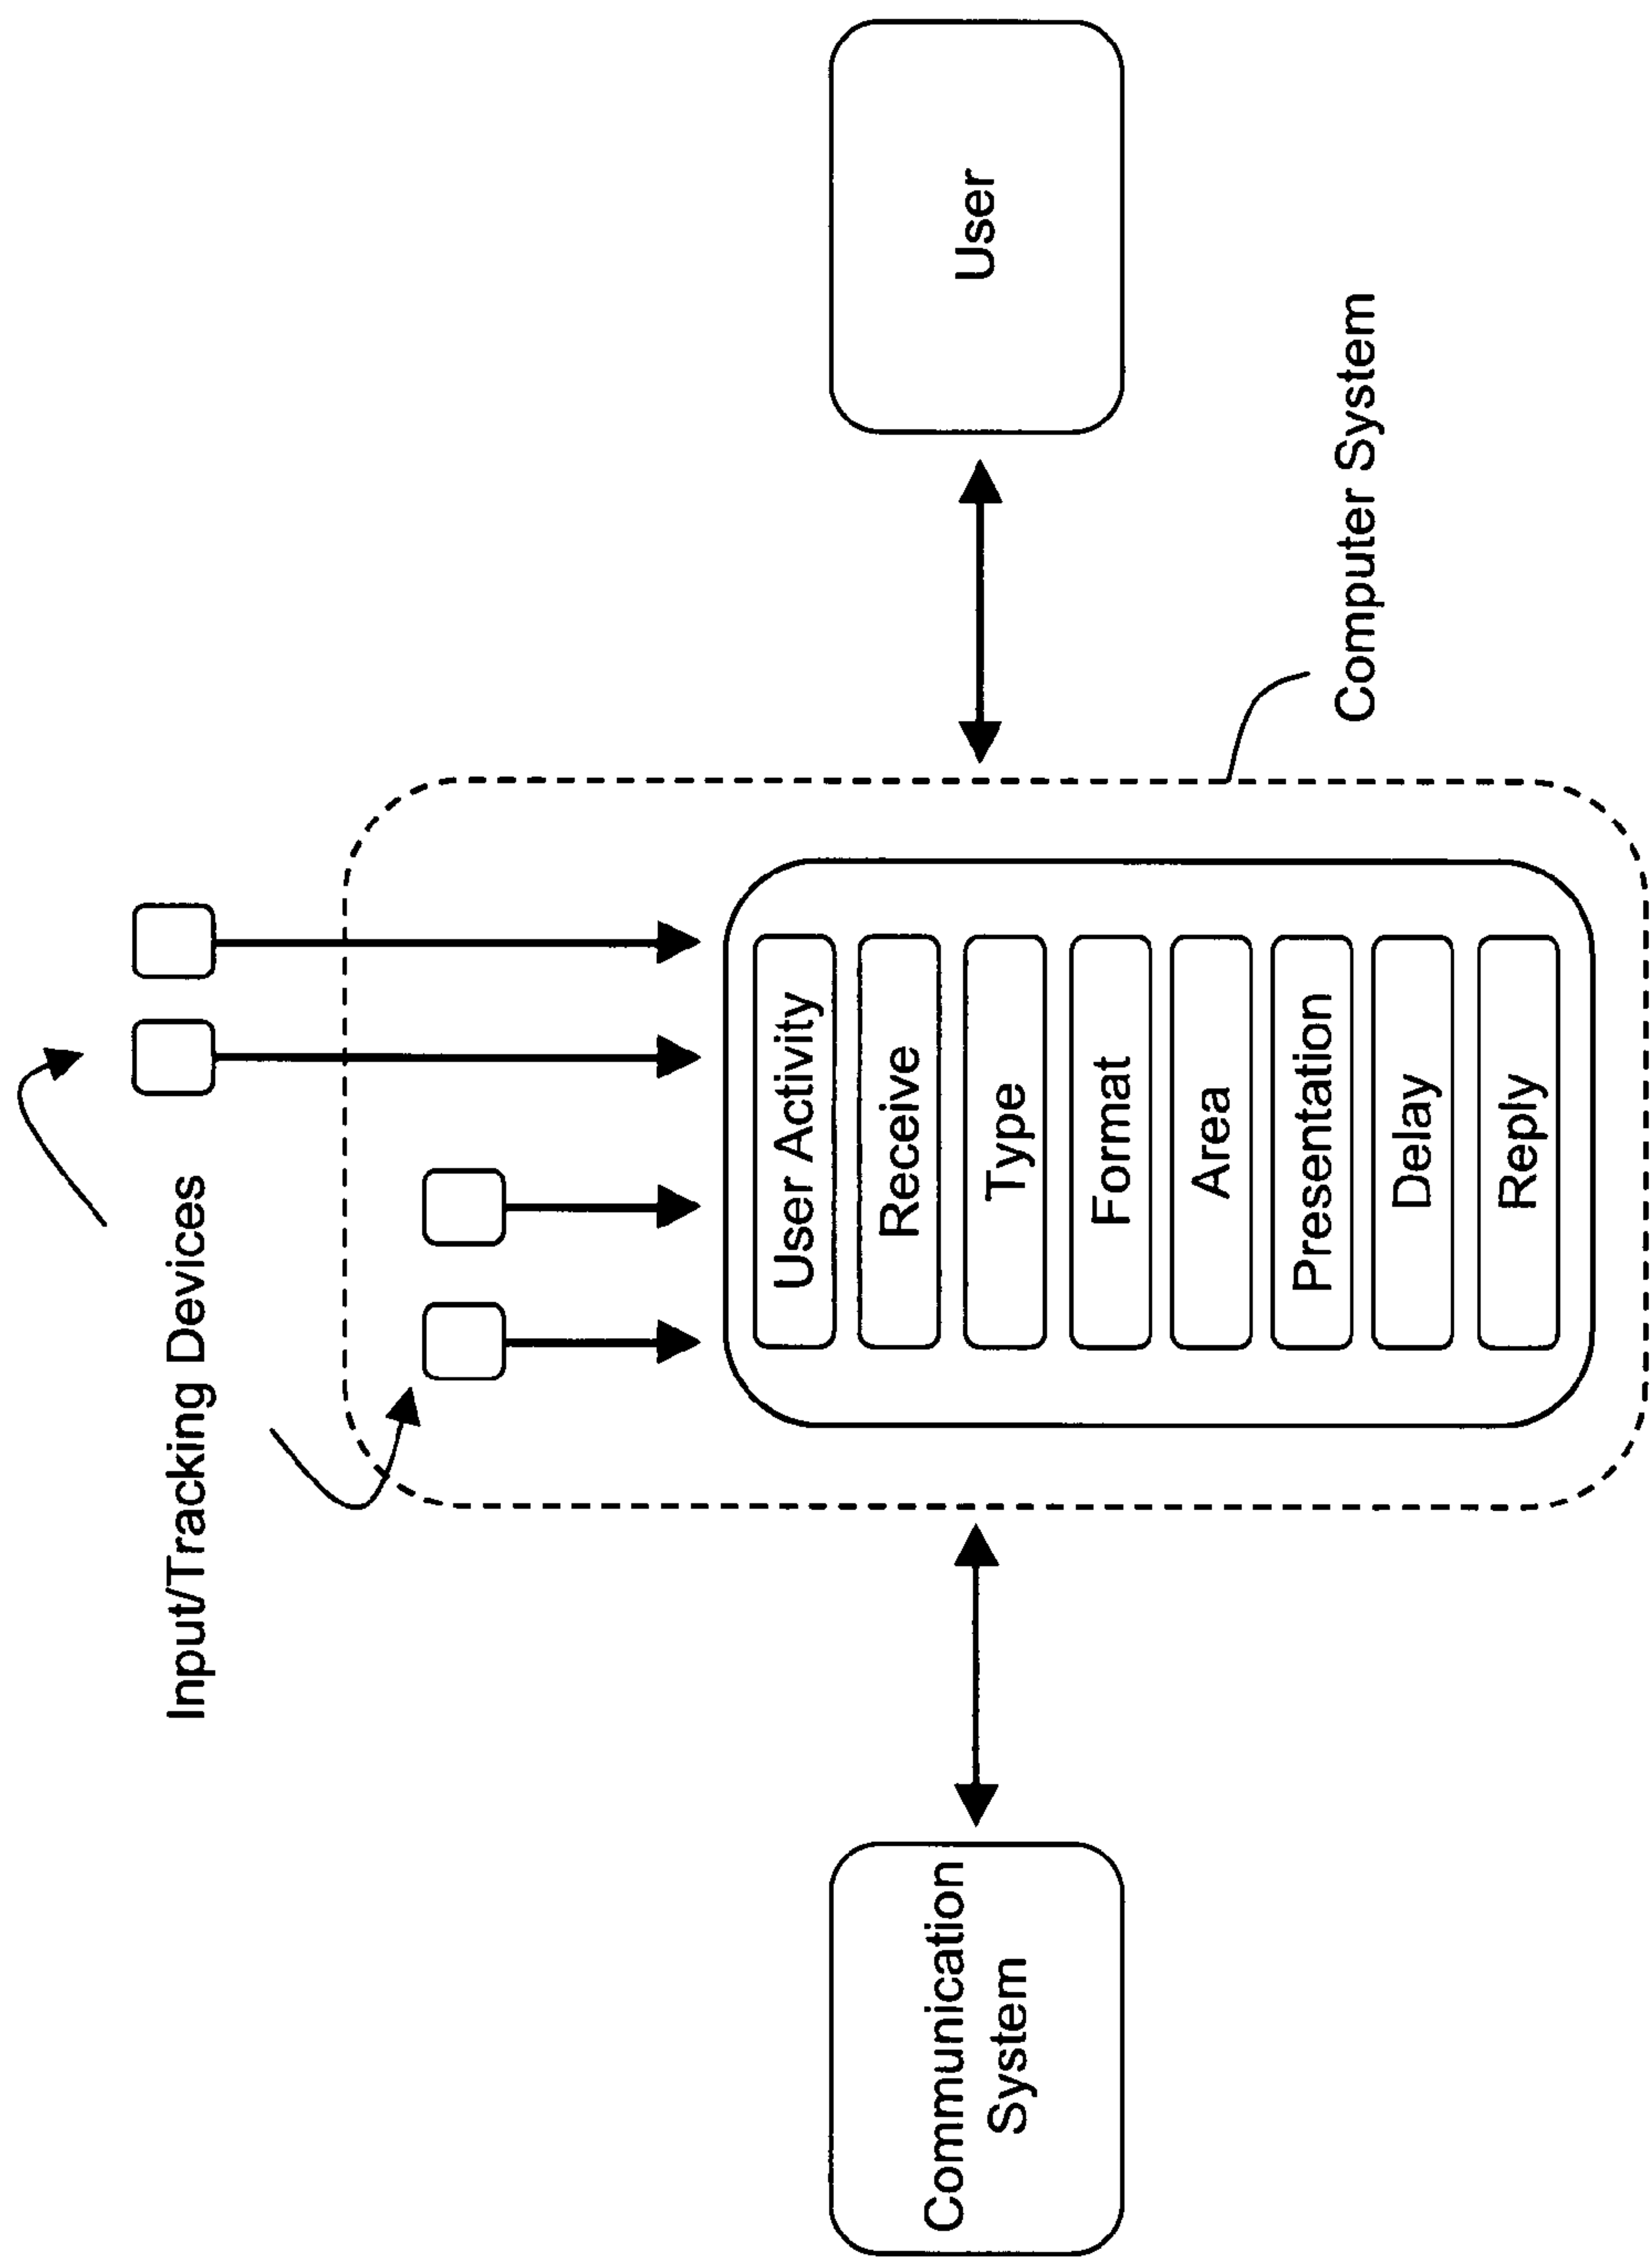 Input/Tracking Devices
Communication
System
User Activity
Receive
Type
Format
Area
Presentation
Delay
Reply
User
Computer System